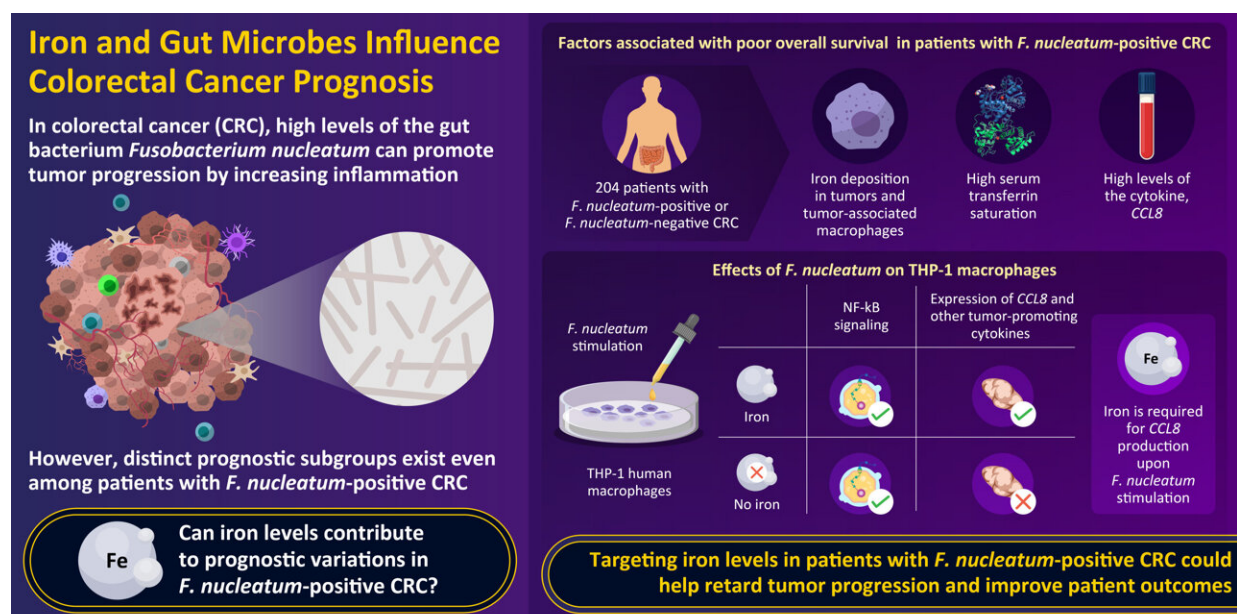 Iron and Gut Microbes Influence
Colorectal Cancer Prognosis
In colorectal cancer (CRC), high levels of the gut
bacterium Fusobacterium nucleatum can promote
tumor progression by increasing inflammation
However, distinct prognostic subgroups exist even
among patients with F. nucleatum-positive CRC
Fe
Can iron levels contribute
to prognostic variations in
F. nucleatum-positive CRC?
Factors associated with poor overall survival in patients with F. nucleatum-positive CRC
204 patients with
F. nucleatum-positive or
F. nucleatum-negative CRC
Iron deposition
in tumors and
tumor-associated
macrophages
High serum
transferrin
saturation
High levels of
the cytokine,
CCL8
Effects of F. nucleatum on THP-1 macrophages
F. nucleatum
stimulation
THP-1 human
macrophages
NF-kB
signaling
Expression of CCL8 and
other tumor-promoting
cytokines
Iron
No iron
Fe
Iron is required
for CCL8
production
upon
F. nucleatum
stimulation
Targeting iron levels in patients with F. nucleatum-positive CRC could
help retard tumor progression and improve patient outcomes